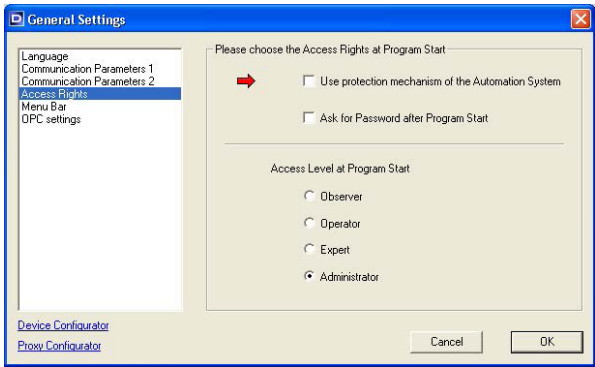 General Settings
Language
Communication Parameters 1
Communication Parameters 2
Access Rights
Menu Bar
OPC settings
Please choose the Access Rights at Program Start
Use protection mechanism of the Automation System
Ask for Password after Program Start
Access Level at Program Start
Observer
Operator
Expert
Administrator
Device Configurator
Proxy Configurator
Cancel
OK